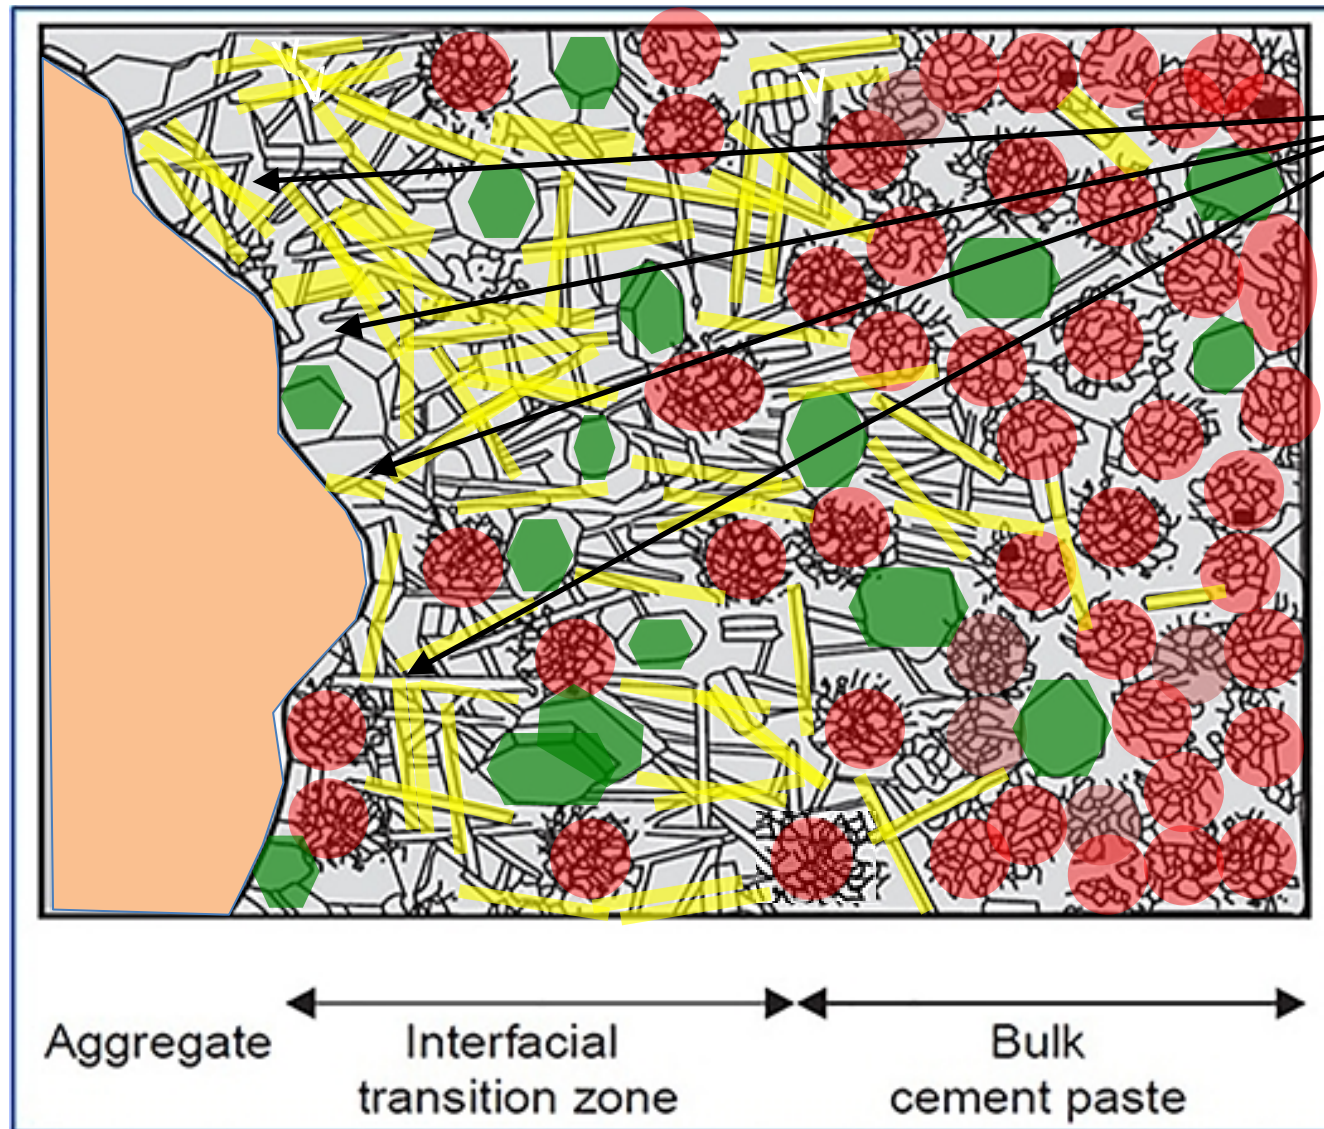 Aggregate
Interfacial
transition zone
Bulk
cement paste